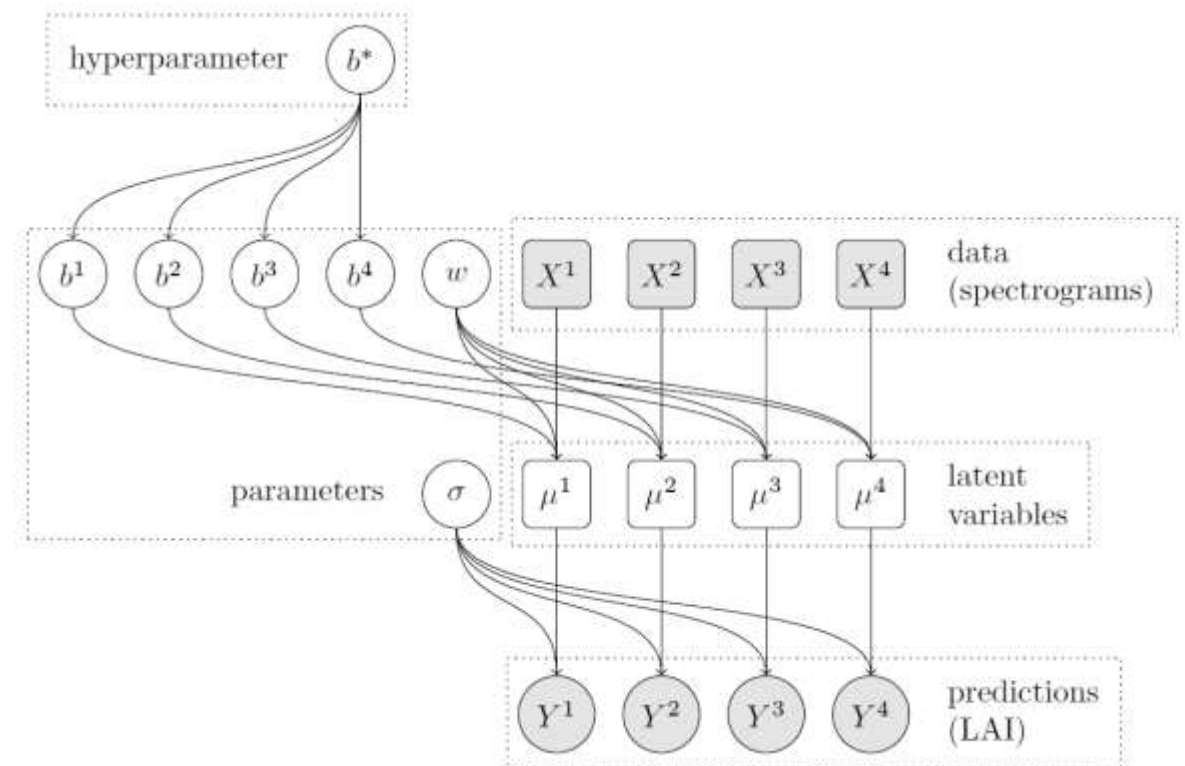 hyperparameter b*
b¹ b² b³ b⁴ w X¹ X² X³ X⁴ data
(spectrograms)
parameters σ μ¹ μ² μ³ μ⁴ latent
variables
Y¹ Y² Y³ Y⁴ predictions
(LAI)